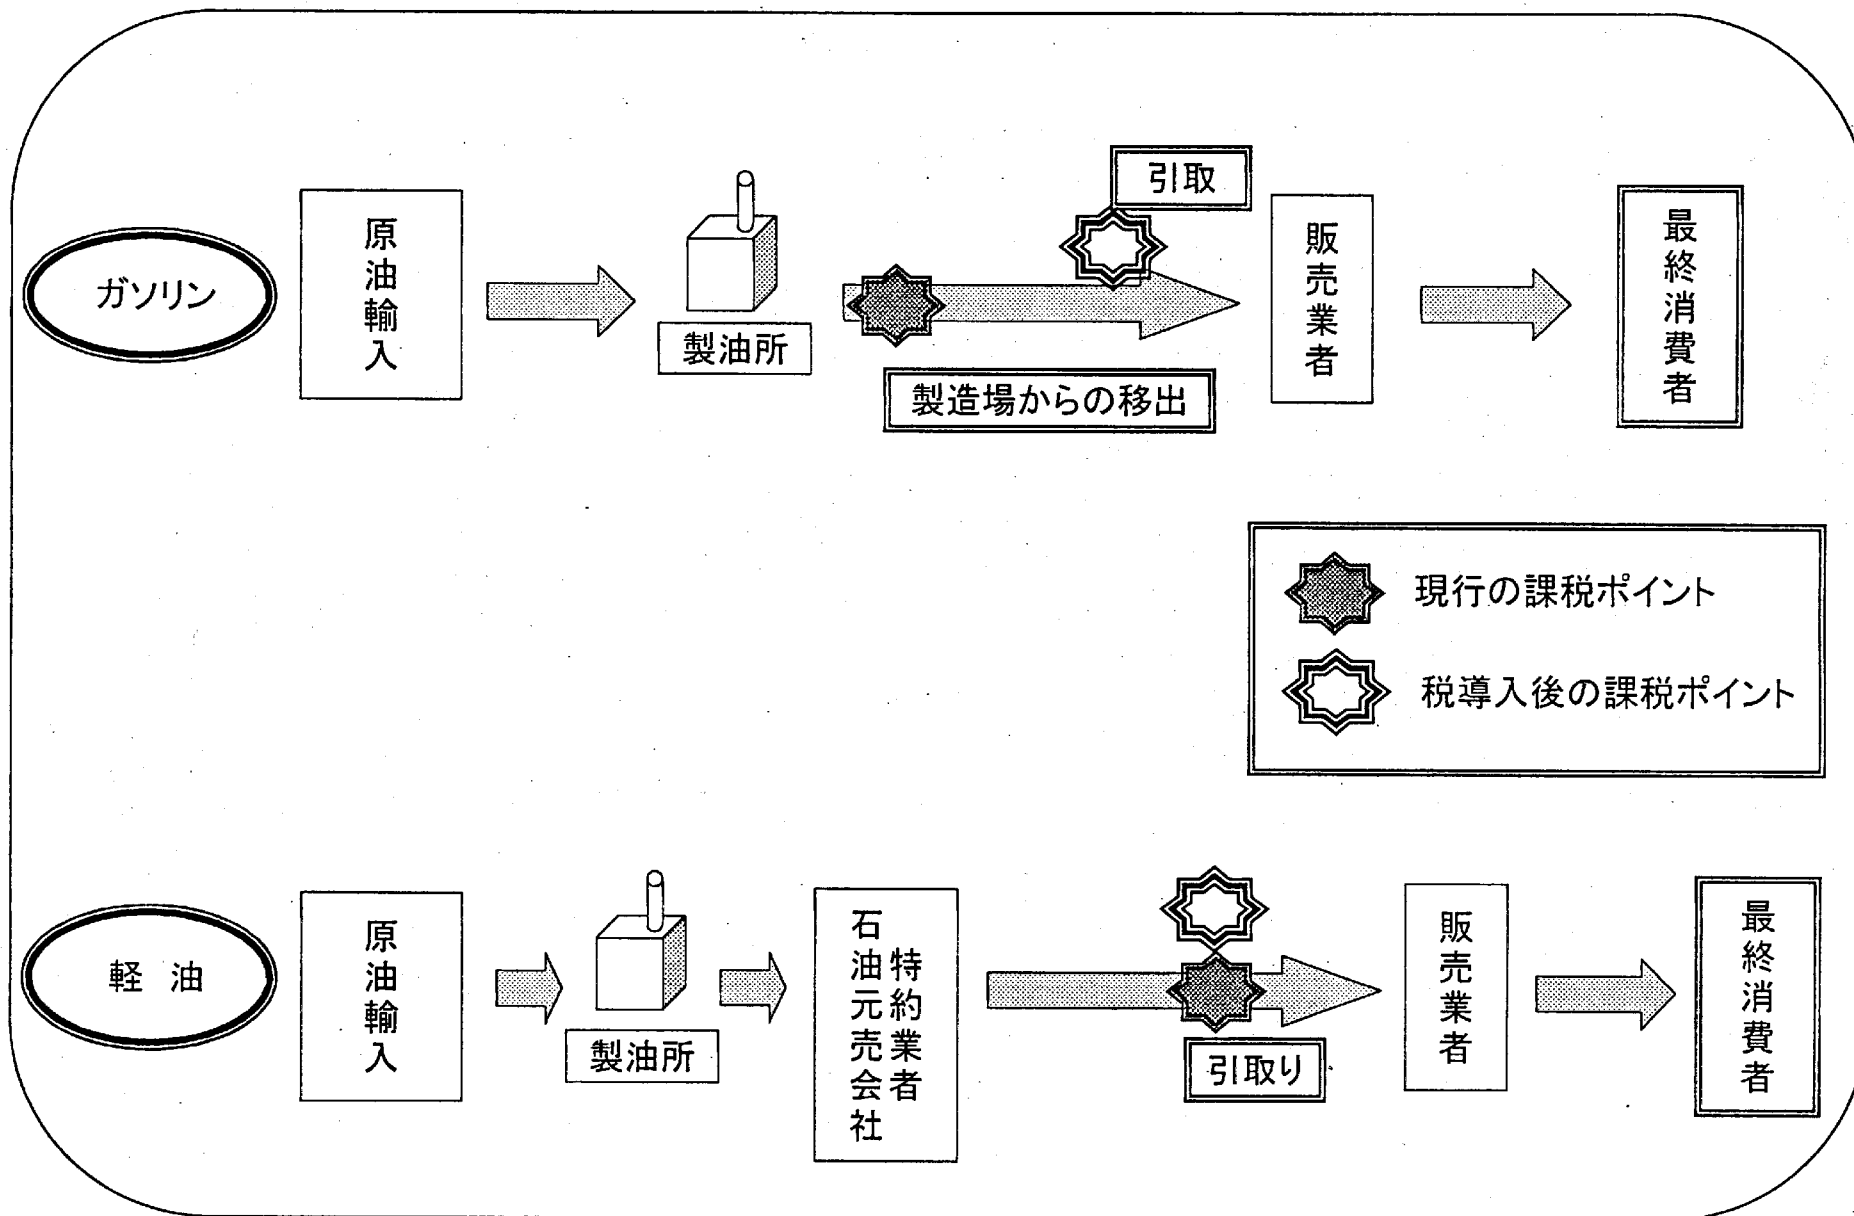 ガソリン
原油輸入
製油所
製造場からの移出
引取
販売業者
最終消費者
現行の課税ポイント
税導入後の課税ポイント
軽 油
原油輸入
製油所
特約業者
石油元売会社
引取り
販売業者
最終消費者